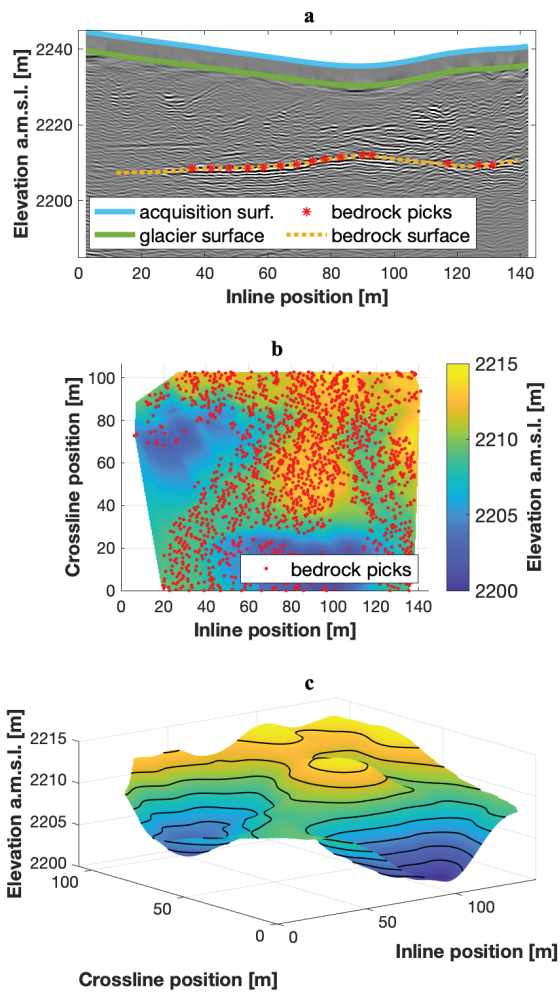 a
Elevation a.m.s.l. [m]
2240
2220
2200
acquisition surf.
bedrock picks
glacier surface
bedrock surface
0 20 40 60 80 100 120 140
Inline position [m]
b
Crossline position [m]
100
80
60
40
20
0
bedrock picks
0 20 40 60 80 100 120 140
Inline position [m]
2215
2210
2205
2200
Elevation a.m.s.l. [m]
c
Elevation a.m.s.l. [m]
2215
2210
2205
2200
100
50
0
0
50
100
Crossline position [m]
Inline position [m]